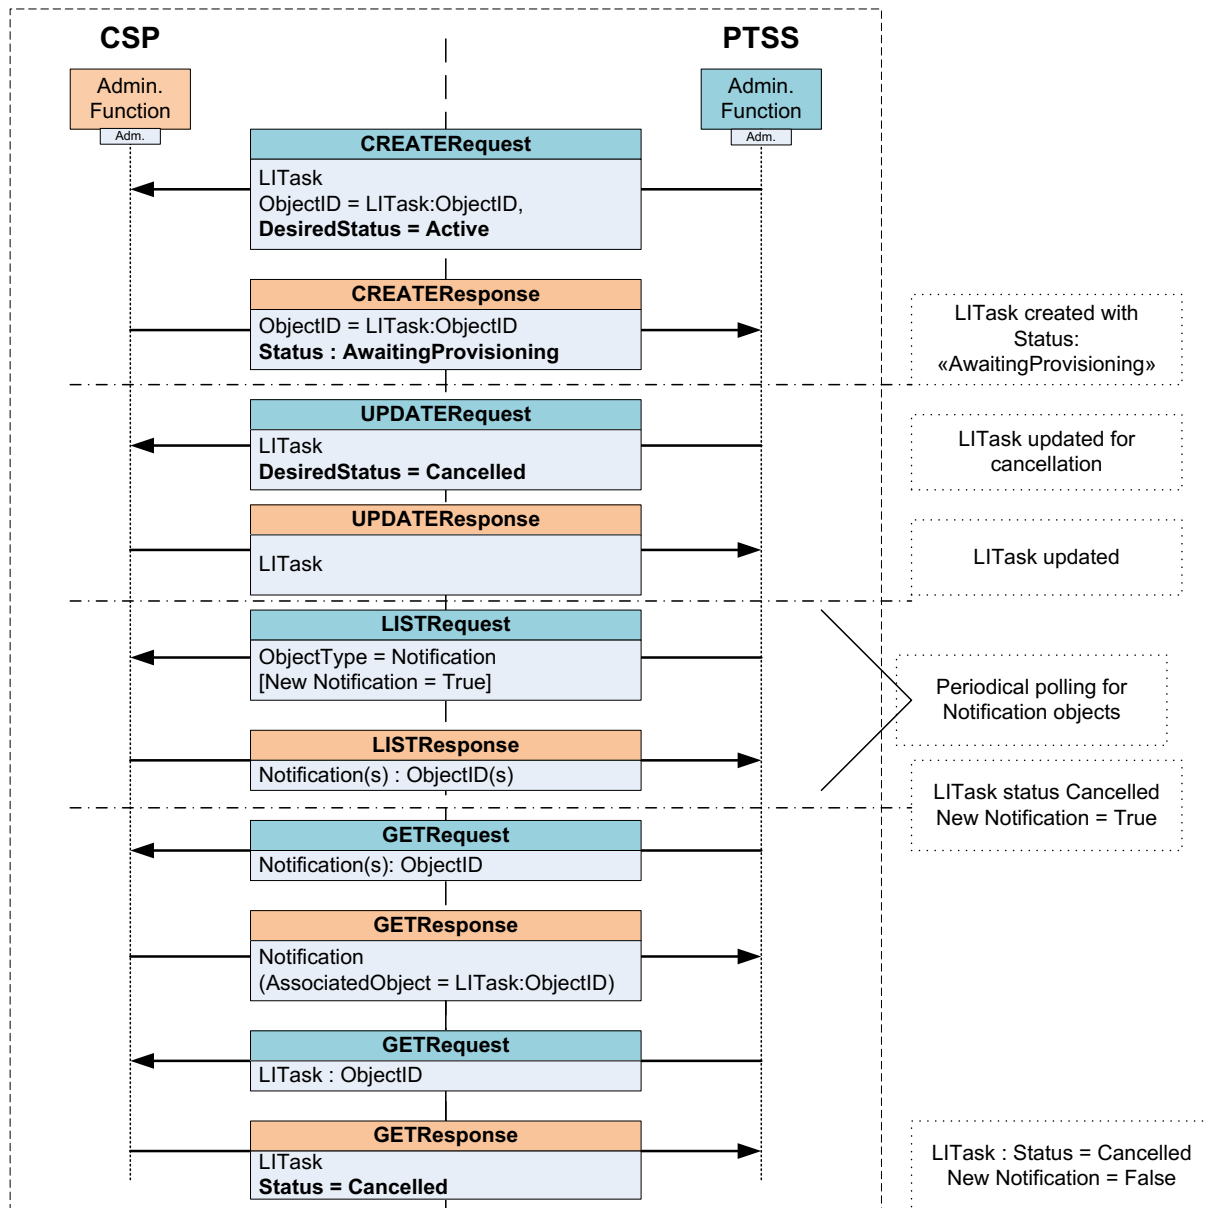 CSP
PTSS
Admin.
Function
Adm.
Admin.
Function
Adm.
CREATERequest
LITask
ObjectID = LITask:ObjectID,
DesiredStatus = Active
CREATEResponse
ObjectID = LITask:ObjectID
Status : AwaitingProvisioning
LITask created with
Status:
«AwaitingProvisioning»
UPDATERequest
LITask
DesiredStatus = Cancelled
LITask updated for
cancellation
UPDATEResponse
LITask
LITask updated
LISTRequest
ObjectType = Notification
[New Notification = True]
Periodical polling for
Notification objects
LISTResponse
Notification(s) : ObjectID(s)
LITask status Cancelled
New Notification = True
GETRequest
Notification(s): ObjectID
GETResponse
Notification
(AssociatedObject = LITask:ObjectID)
GETRequest
LITask : ObjectID
GETResponse
LITask
Status = Cancelled
LITask : Status = Cancelled
New Notification = False